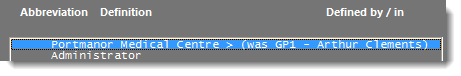 Abbreviation Definition Defined by / in
Portmanor Medical Centre > (was GP1 - Arthur Clements)
Administrator